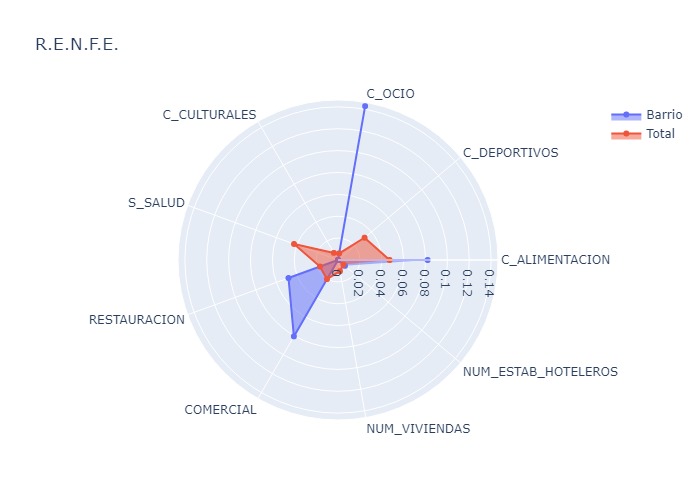 R.E.N.F.E.
C_OCIO
C_CULTURALES
C_DEPORTIVOS
S_SALUD
C_ALIMENTACION
RESTAURACION
NUM_ESTAB_HOTELEROS
COMERCIAL
NUM_VIVIENDAS
0
0.02
0.04
0.06
0.08
0.1
0.12
0.14
Barrio
Total